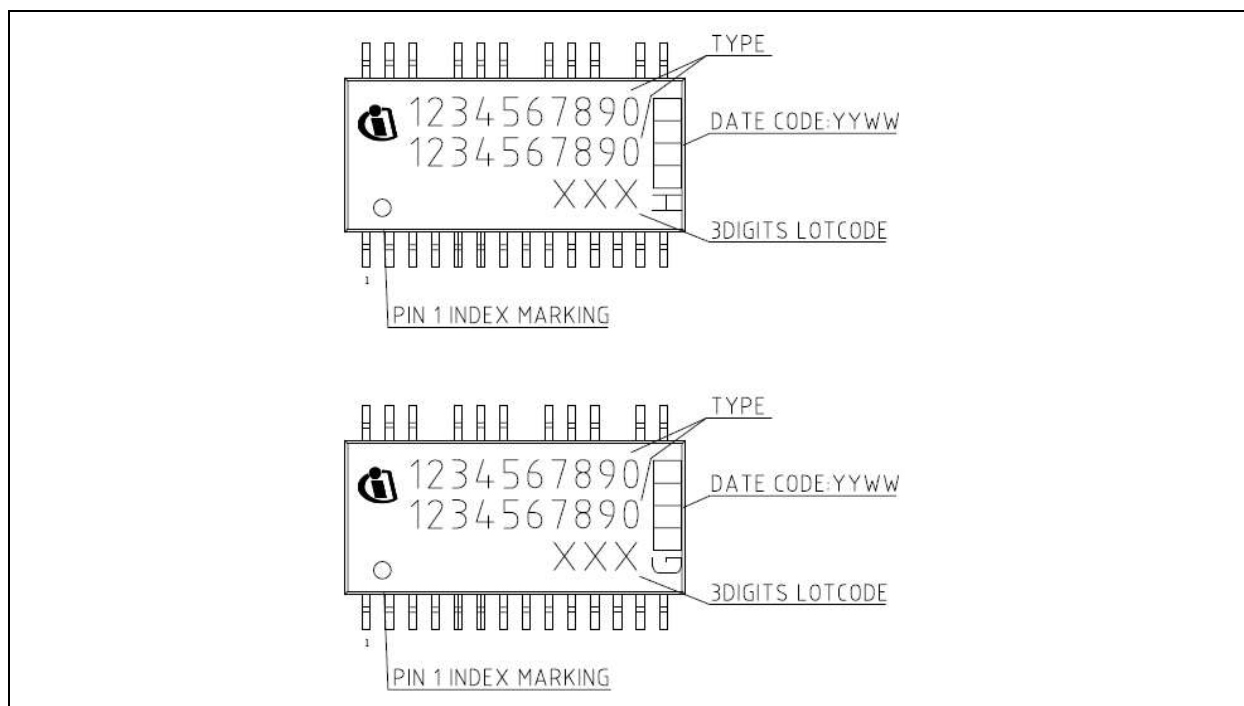 TYPE
1234567890
DATE CODE:YYWW
1234567890
XXX
H
3DIGITS LOTCODE
1
PIN 1 INDEX MARKING
TYPE
1234567890
DATE CODE:YYWW
1234567890
XXX
G
3DIGITS LOTCODE
1
PIN 1 INDEX MARKING